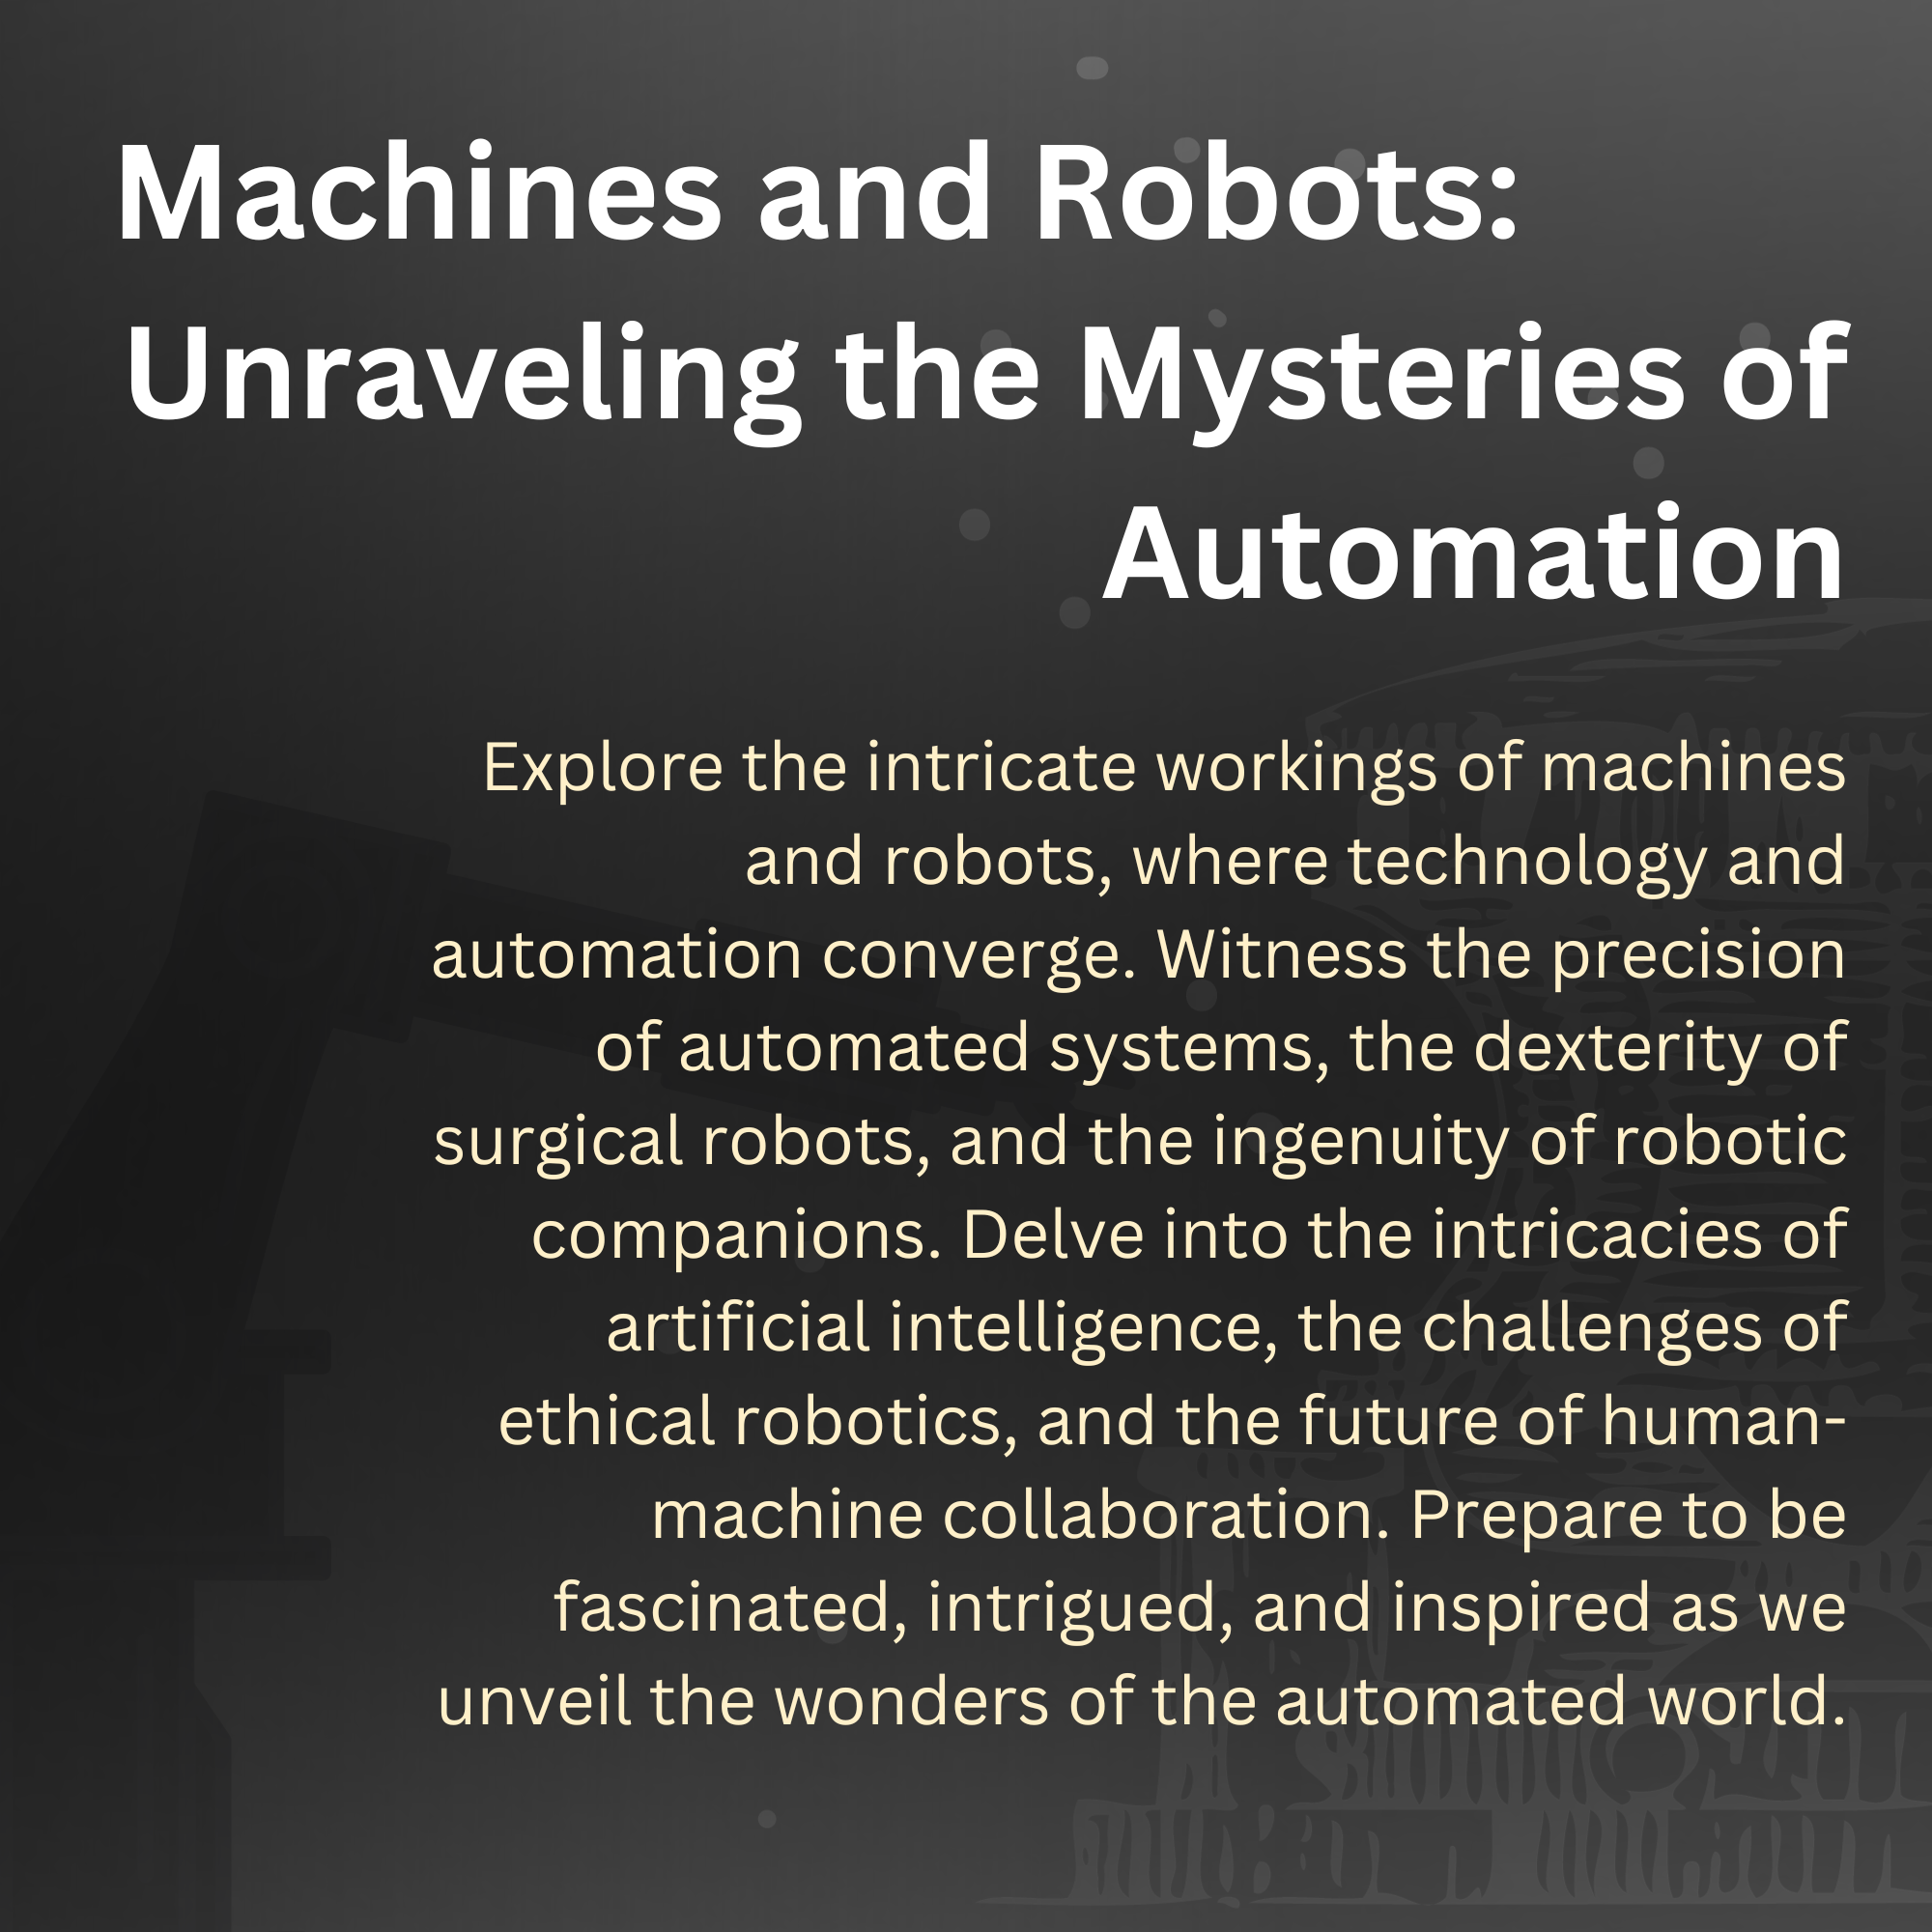 Machines and Robots:
Unraveling the Mysteries of
Automation
Explore the intricate workings of machines
and robots, where technology and
automation converge. Witness the precision
of automated systems, the dexterity of
surgical robots, and the ingenuity of robotic
companions. Delve into the intricacies of
artificial intelligence, the challenges of
ethical robotics, and the future of human-
machine collaboration. Prepare to be
fascinated, intrigued, and inspired as we
unveil the wonders of the automated world.